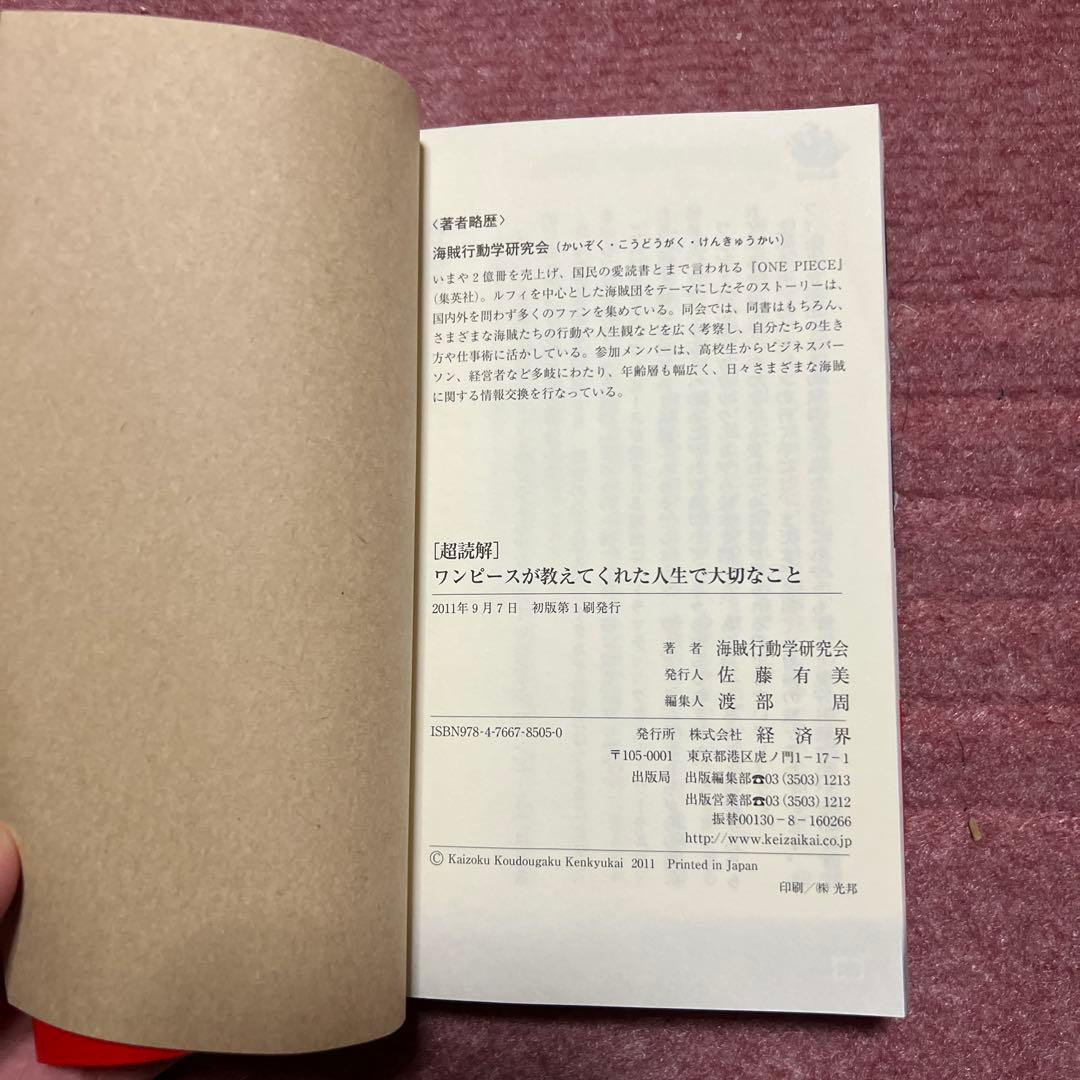 〈著者略歴〉
海賊行動学研究会（かいぞく・こうどうがく・けんきゅうかい）
いまや２億冊を売上げ、国民の愛読書とまで言われる『ONE PIECE』
（集英社）。ルフィを中心とした海賊団をテーマにしたそのストーリーは、
国内外を問わず多くのファンを集めている。同会では、同書はもちろん、
さまざまな海賊たちの行動や人生観などを広く考察し、自分たちの生き
方や仕事術に活かしている。参加メンバーは、高校生からビジネスパー
ソン、経営者など多岐にわたり、年齢層も幅広く、日々さまざまな海賊
に関する情報交換を行なっている。
［超読解］
ワンピースが教えてくれた人生で大切なこと
2011年９月７日　初版第１刷発行
著　者　海賊行動学研究会
発行人　佐　藤　有　美
編集人　渡　部　　周
ISBN978-4-7667-8505-0　発行所　株式会社　経　済　界
〒105-0001　東京都港区虎ノ門1－17－1
出版局　出版編集部☎03（3503）1213
出版営業部☎03（3503）1212
振替00130－8－160266
http://www.keizaikai.co.jp
© Kaizoku Koudougaku Kenkyukai 2011 Printed in Japan
印刷／㈱ 光邦